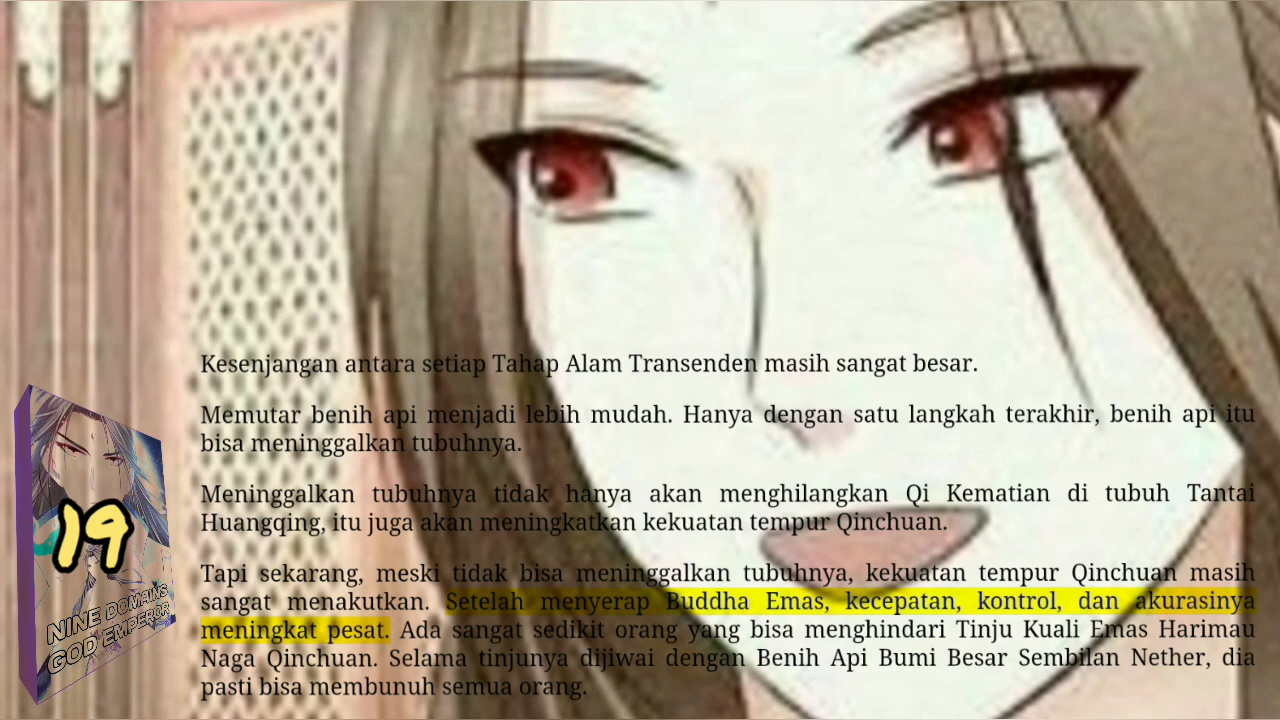 Kesenjangan antara setiap Tahap Alam Transenden masih sangat besar.
Memutar benih api menjadi lebih mudah. Hanya dengan satu langkah terakhir, benih api itu
bisa meninggalkan tubuhnya.
Meninggalkan tubuhnya tidak hanya akan menghilangkan Qi Kematian di tubuh Tantai
Huangqing, itu juga akan meningkatkan kekuatan tempur Qinchuan.
Tapi sekarang, meski tidak bisa meninggalkan tubuhnya, kekuatan tempur Qinchuan masih
sangat menakutkan. Setelah menyerap Buddha Emas, kecepatan, kontrol, dan akurasinya
meningkat pesat. Ada sangat sedikit orang yang bisa menghindari Tinju Kuali Emas Harimau
Naga Qinchuan. Selama tinjunya dijiwai dengan Benih Api Bumi Besar Sembilan Nether, dia
pasti bisa membunuh semua orang.
19
NINE DOMAINS
GOD EMPEROR